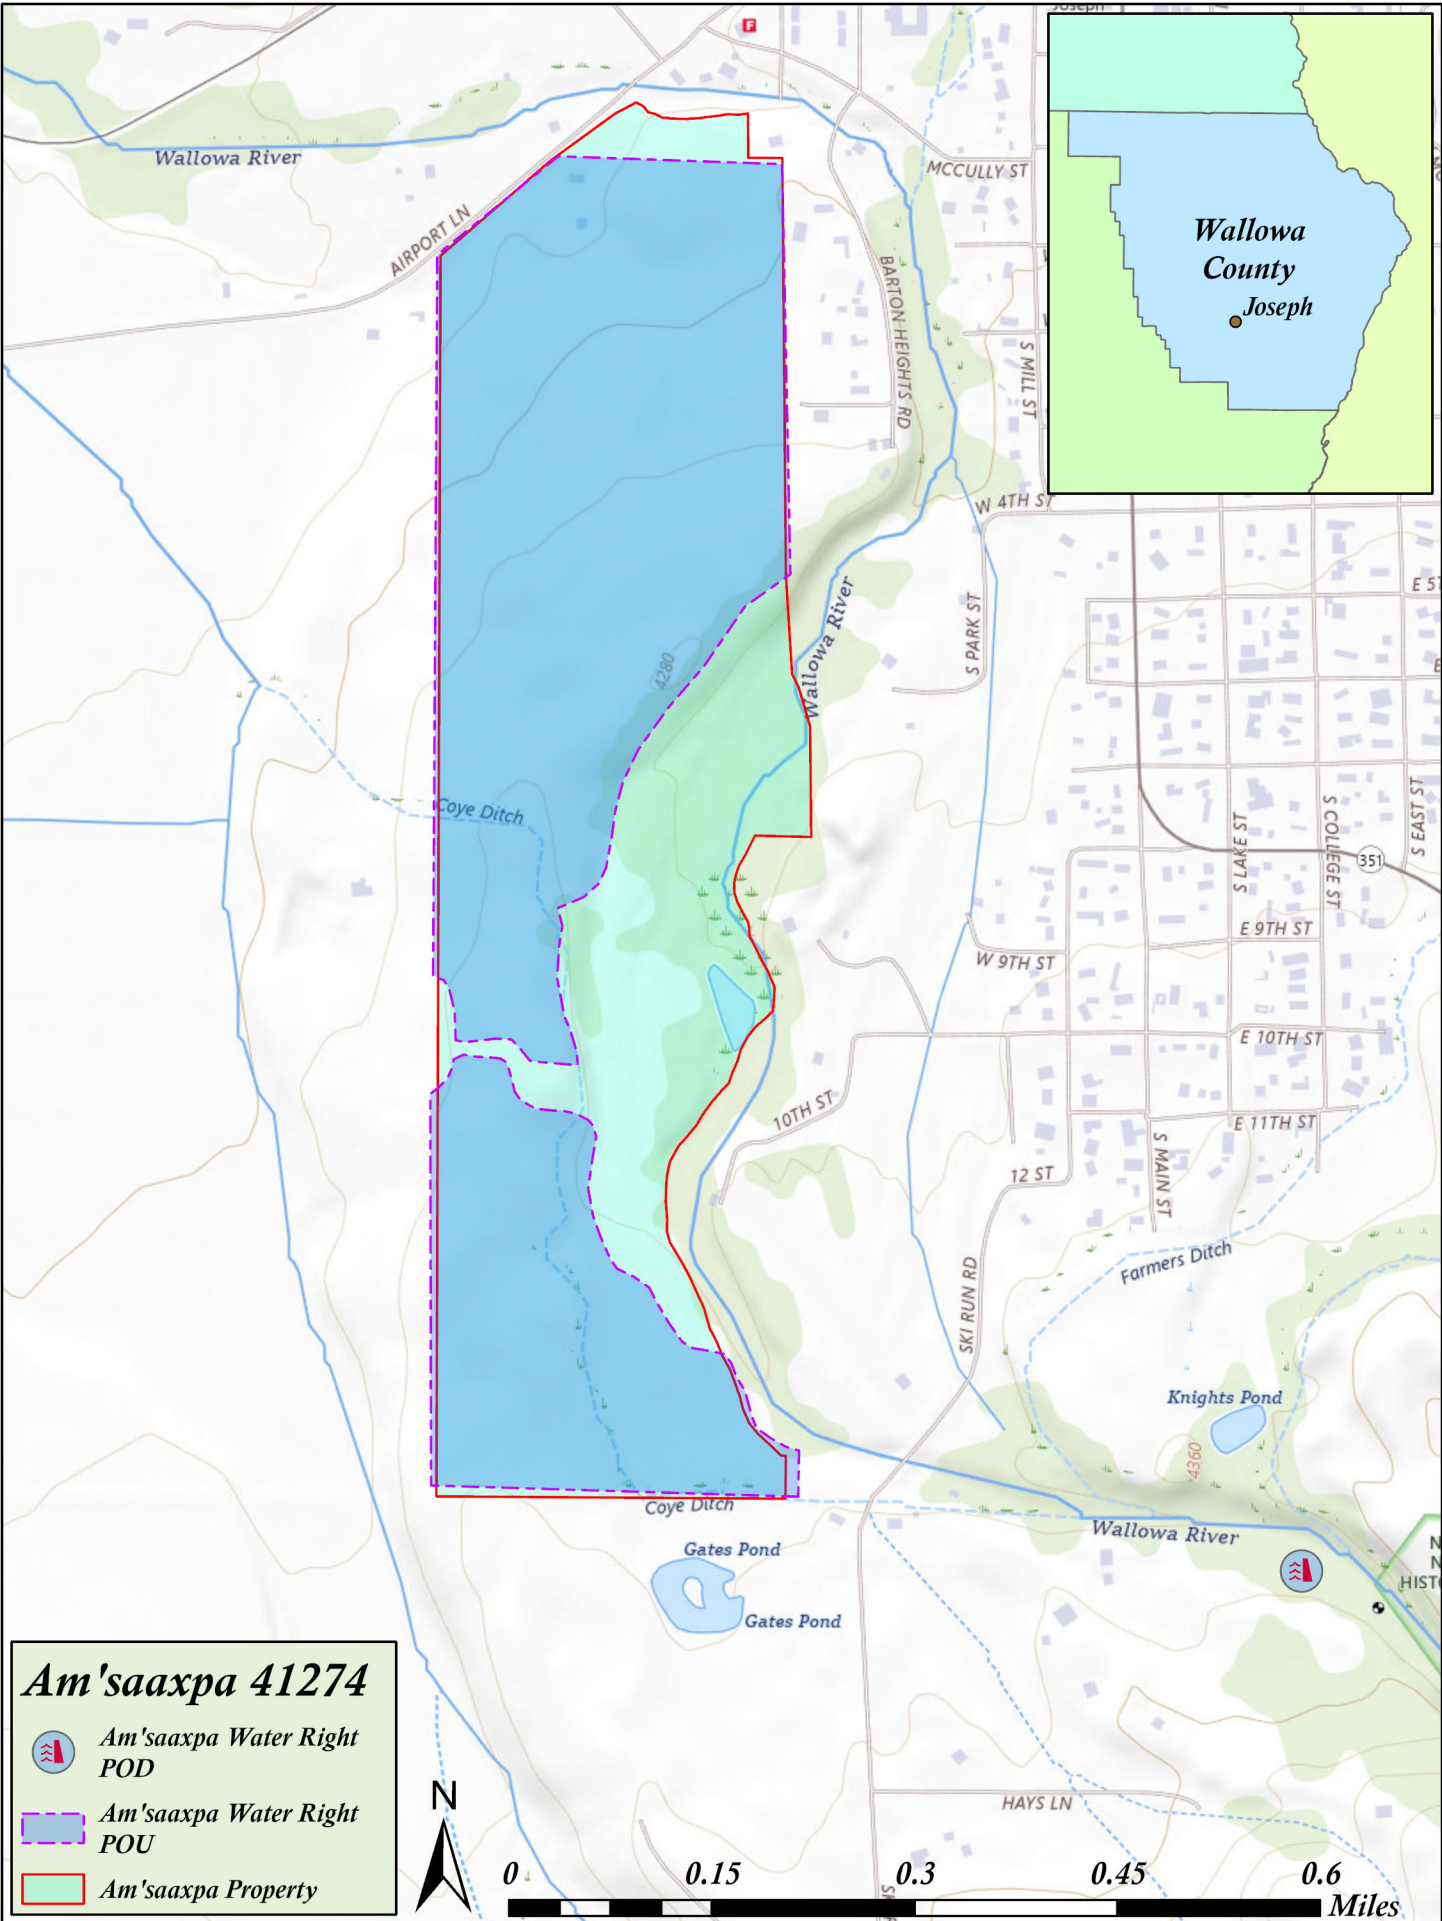 Joseph
F
Wallowa River
AIRPORT LN
MCCULLY ST
BARTON HEIGHTS RD
S MILL ST
Wallowa
County
Joseph
W 4TH ST
E 5T
S PARK ST
Wallowa River
4280
Coye Ditch
S LAKE ST
S COLLEGE ST
S EAST ST
351
E 9TH ST
W 9TH ST
E 10TH ST
10TH ST
E 11TH ST
12 ST
S MAIN ST
SKI RUN RD
Farmers Ditch
Knights Pond
4360
Coye Ditch
Wallowa River
Gates Pond
Gates Pond
N
N
HIST
HAYS LN
Am'saaxpa 41274
Am'saaxpa Water Right
POD
Am'saaxpa Water Right
POU
Am'saaxpa Property
N
0 0.15 0.3 0.45 0.6
Miles